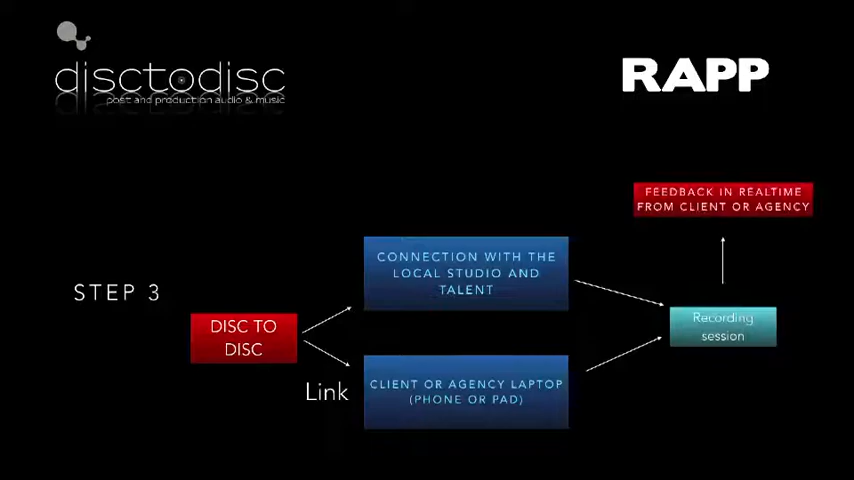 disctodisc
post and production audio & music
RAPP
FEEDBACK IN REALTIME
FROM CLIENT OR AGENCY
CONNECTION WITH THE
LOCAL STUDIO AND
TALENT
STEP 3
DISC TO
DISC
Recording
session
Link
CLIENT OR AGENCY LAPTOP
(PHONE OR PAD)